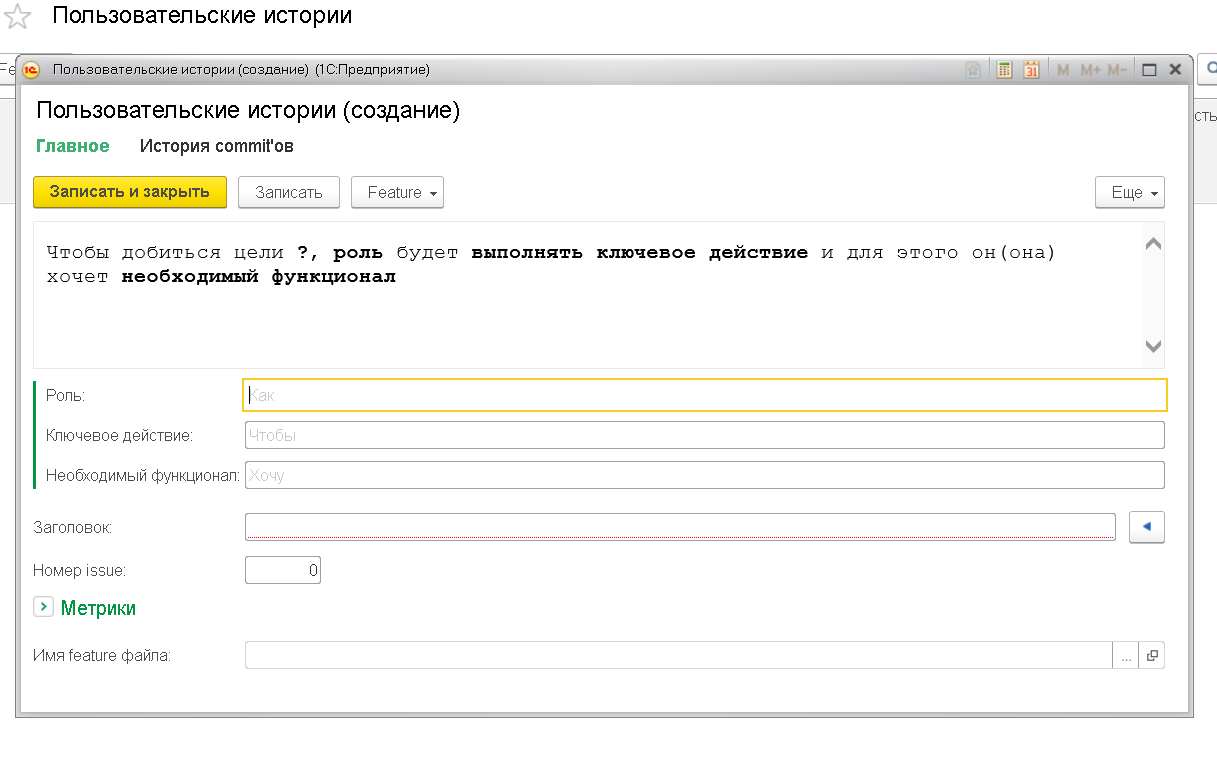 Пользовательские истории
Fe
Пользовательские истории (создание) (1С:Предприятие)
31
M M+ M-
Пользовательские истории (создание)
Главное История commit'ов
Записать и закрыть Записать Feature Еще
сть
Чтобы добиться цели ?, роль будет выполнять ключевое действие и для этого он(она)
хочет необходимый функционал
Роль: Как
Ключевое действие: Чтобы
Необходимый функционал: Хочу
Заголовок:
Номер issue: 0
Метрики
Имя feature файла: ...